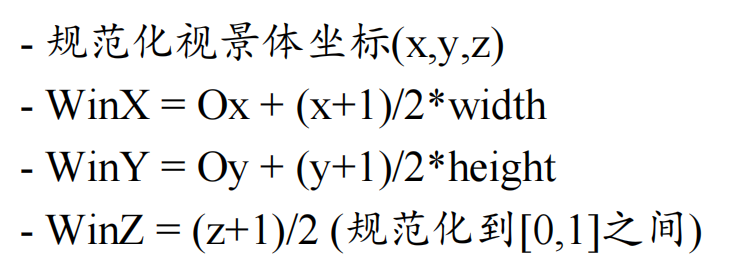 - 规范化视景体坐标(x,y,z)
- WinX = Ox + (x+1)/2*width
- WinY = Oy + (y+1)/2*height
- WinZ = (z+1)/2 (规范化到[0,1]之间)